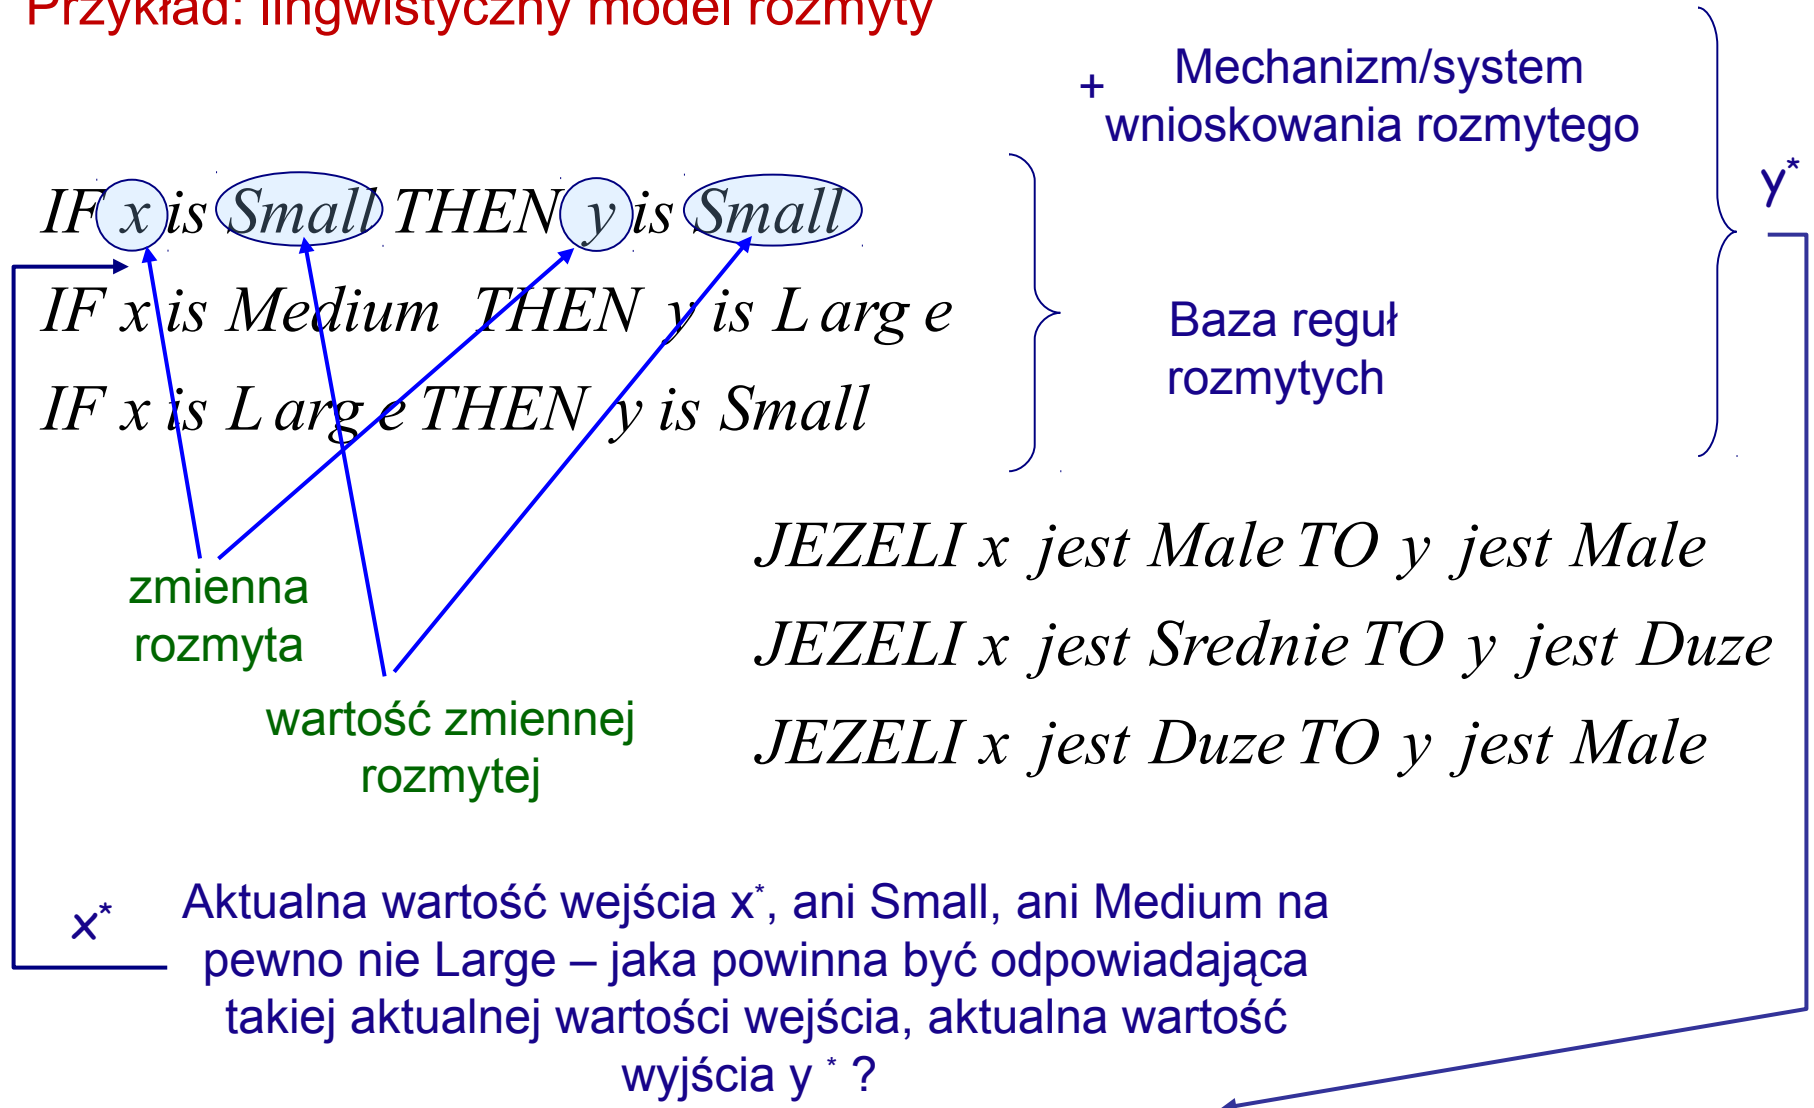 Przykład: lingwistyczny model rozmyty
+ Mechanizm/system
wnioskowania rozmytego
y*
IF x is Small THEN y is Small
IF x is Medium THEN y is Larg e
IF x is Larg e THEN y is Small
Baza reguł
rozmytych
JEZELI x jest Male TO y jest Male
JEZELI x jest Srednie TO y jest Duze
JEZELI x jest Duze TO y jest Male
zmienna
rozmyta
wartość zmiennej
rozmytej
x*
Aktualna wartość wejścia x*, ani Small, ani Medium na
pewno nie Large – jaka powinna być odpowiadająca
takiej aktualnej wartości wejścia, aktualna wartość
wyjścia y * ?